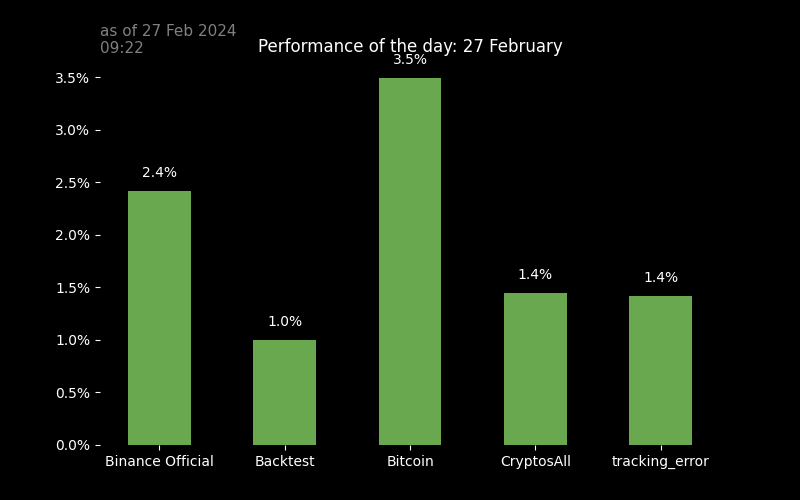 as of 27 Feb 2024
09:22
Performance of the day: 27 February
3.5%
3.5%
3.0%
2.5%
2.4%
2.0%
1.5%
1.4%
1.4%
1.0%
1.0%
0.5%
0.0%
Binance Official
Backtest
Bitcoin
CryptosAll
tracking_error